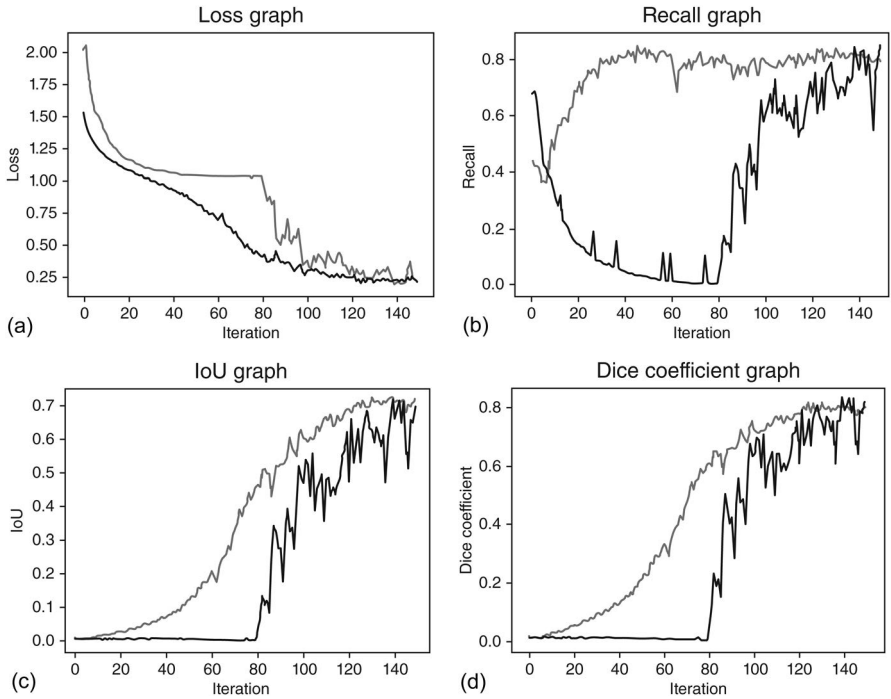 Loss graph
2.00
1.75
1.50
1.25
1.00
0.75
0.50
0.25
Loss
0 20 40 60 80 100 120 140
Iteration
(a)
Recall graph
0.8
0.6
0.4
0.2
0.0
Recall
0 20 40 60 80 100 120 140
Iteration
(b)
IoU graph
0.7
0.6
0.5
0.4
0.3
0.2
0.1
0.0
IoU
0 20 40 60 80 100 120 140
Iteration
(c)
Dice coefficient graph
0.8
0.6
0.4
0.2
0.0
Dice coefficient
0 20 40 60 80 100 120 140
Iteration
(d)